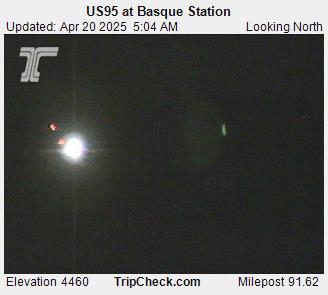 US95 at Basque Station
Updated: Apr 20 2025 5:04 AM Looking North
Elevation 4460 TripCheck.com Milepost 91.62